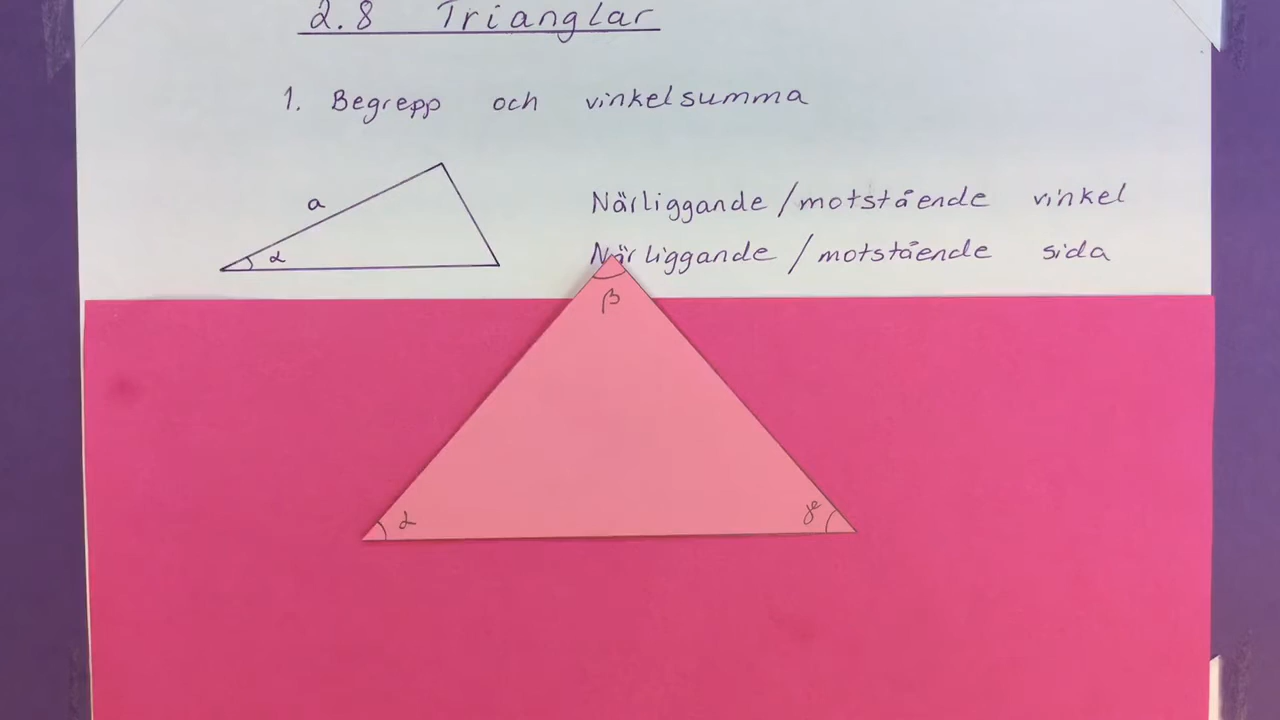 2.8 Trianglar
1. Begrepp och vinkelsumma
a
α
Närliggande / motstående vinkel
Närliggande / motstående sida
β
α
γ